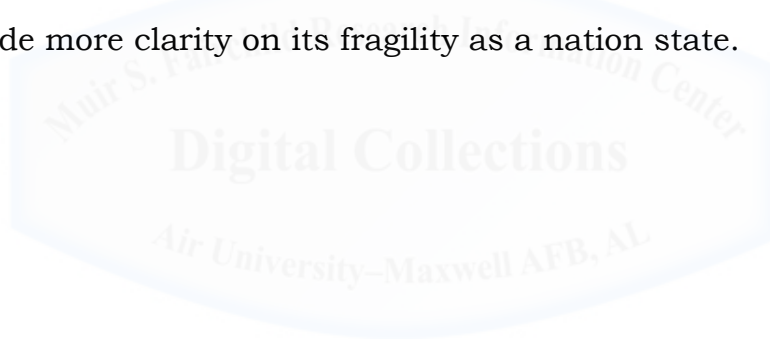 de more clarity on its fragility as a nation state.
Muir S. Fairchild Research Information Center
Digital Collections
Air University–Maxwell AFB, AL